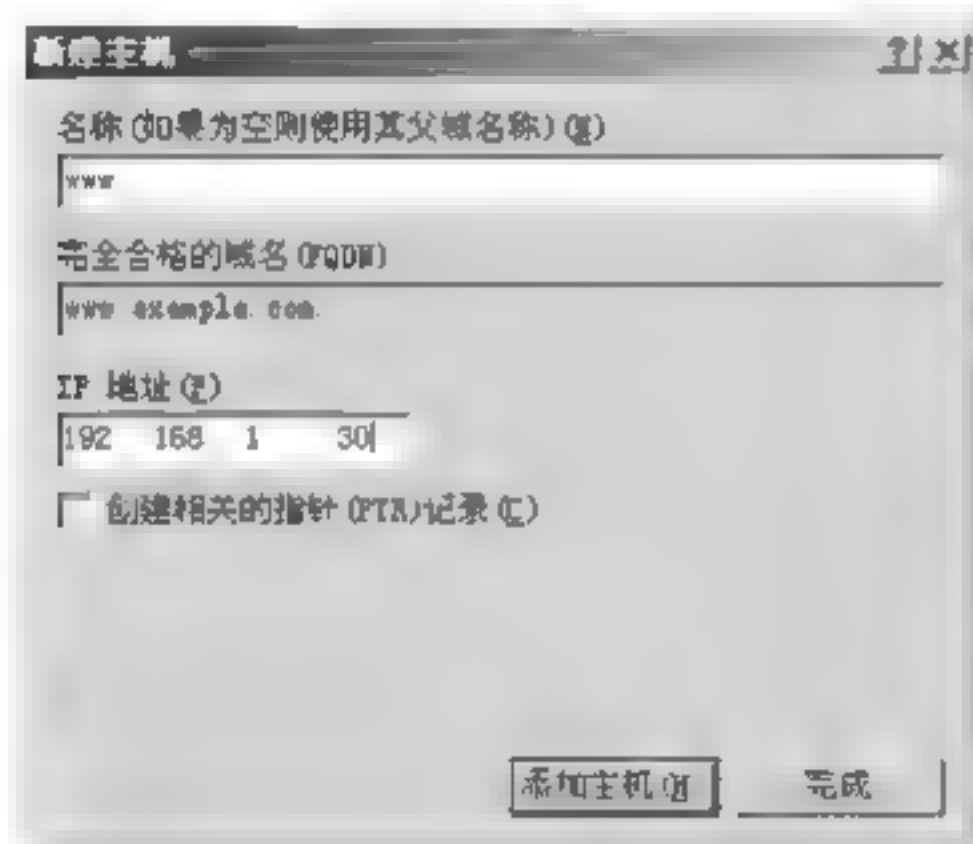 新建主机
名称(如果为空则使用其父域名称)(N)
www
完全合格的域名(FQDN)
www.example.com.
IP 地址(P)
192 168 1 30
创建相关的指针(PTR)记录(C)
添加主机(H) 完成